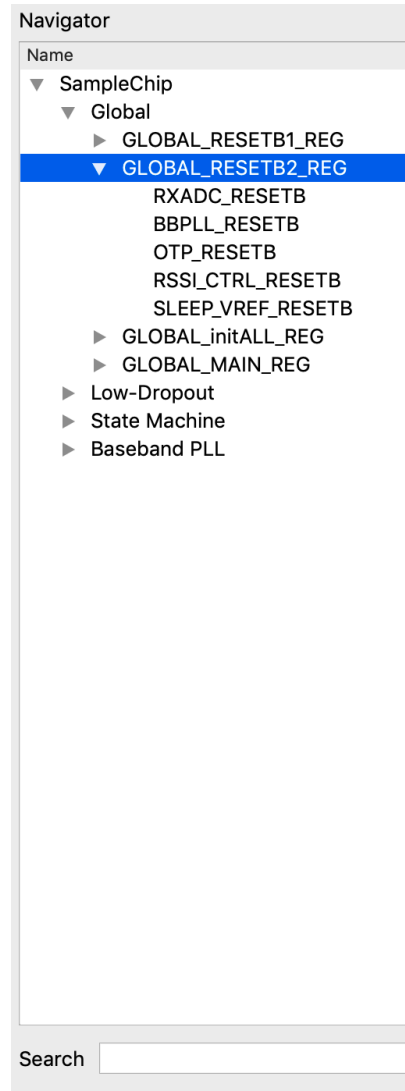 Navigator
Name
SampleChip
Global
GLOBAL_RESETB1_REG
GLOBAL_RESETB2_REG
RXADC_RESETB
BBPLL_RESETB
OTP_RESETB
RSSI_CTRL_RESETB
SLEEP_VREF_RESETB
GLOBAL_initALL_REG
GLOBAL_MAIN_REG
Low-Dropout
State Machine
Baseband PLL
Search